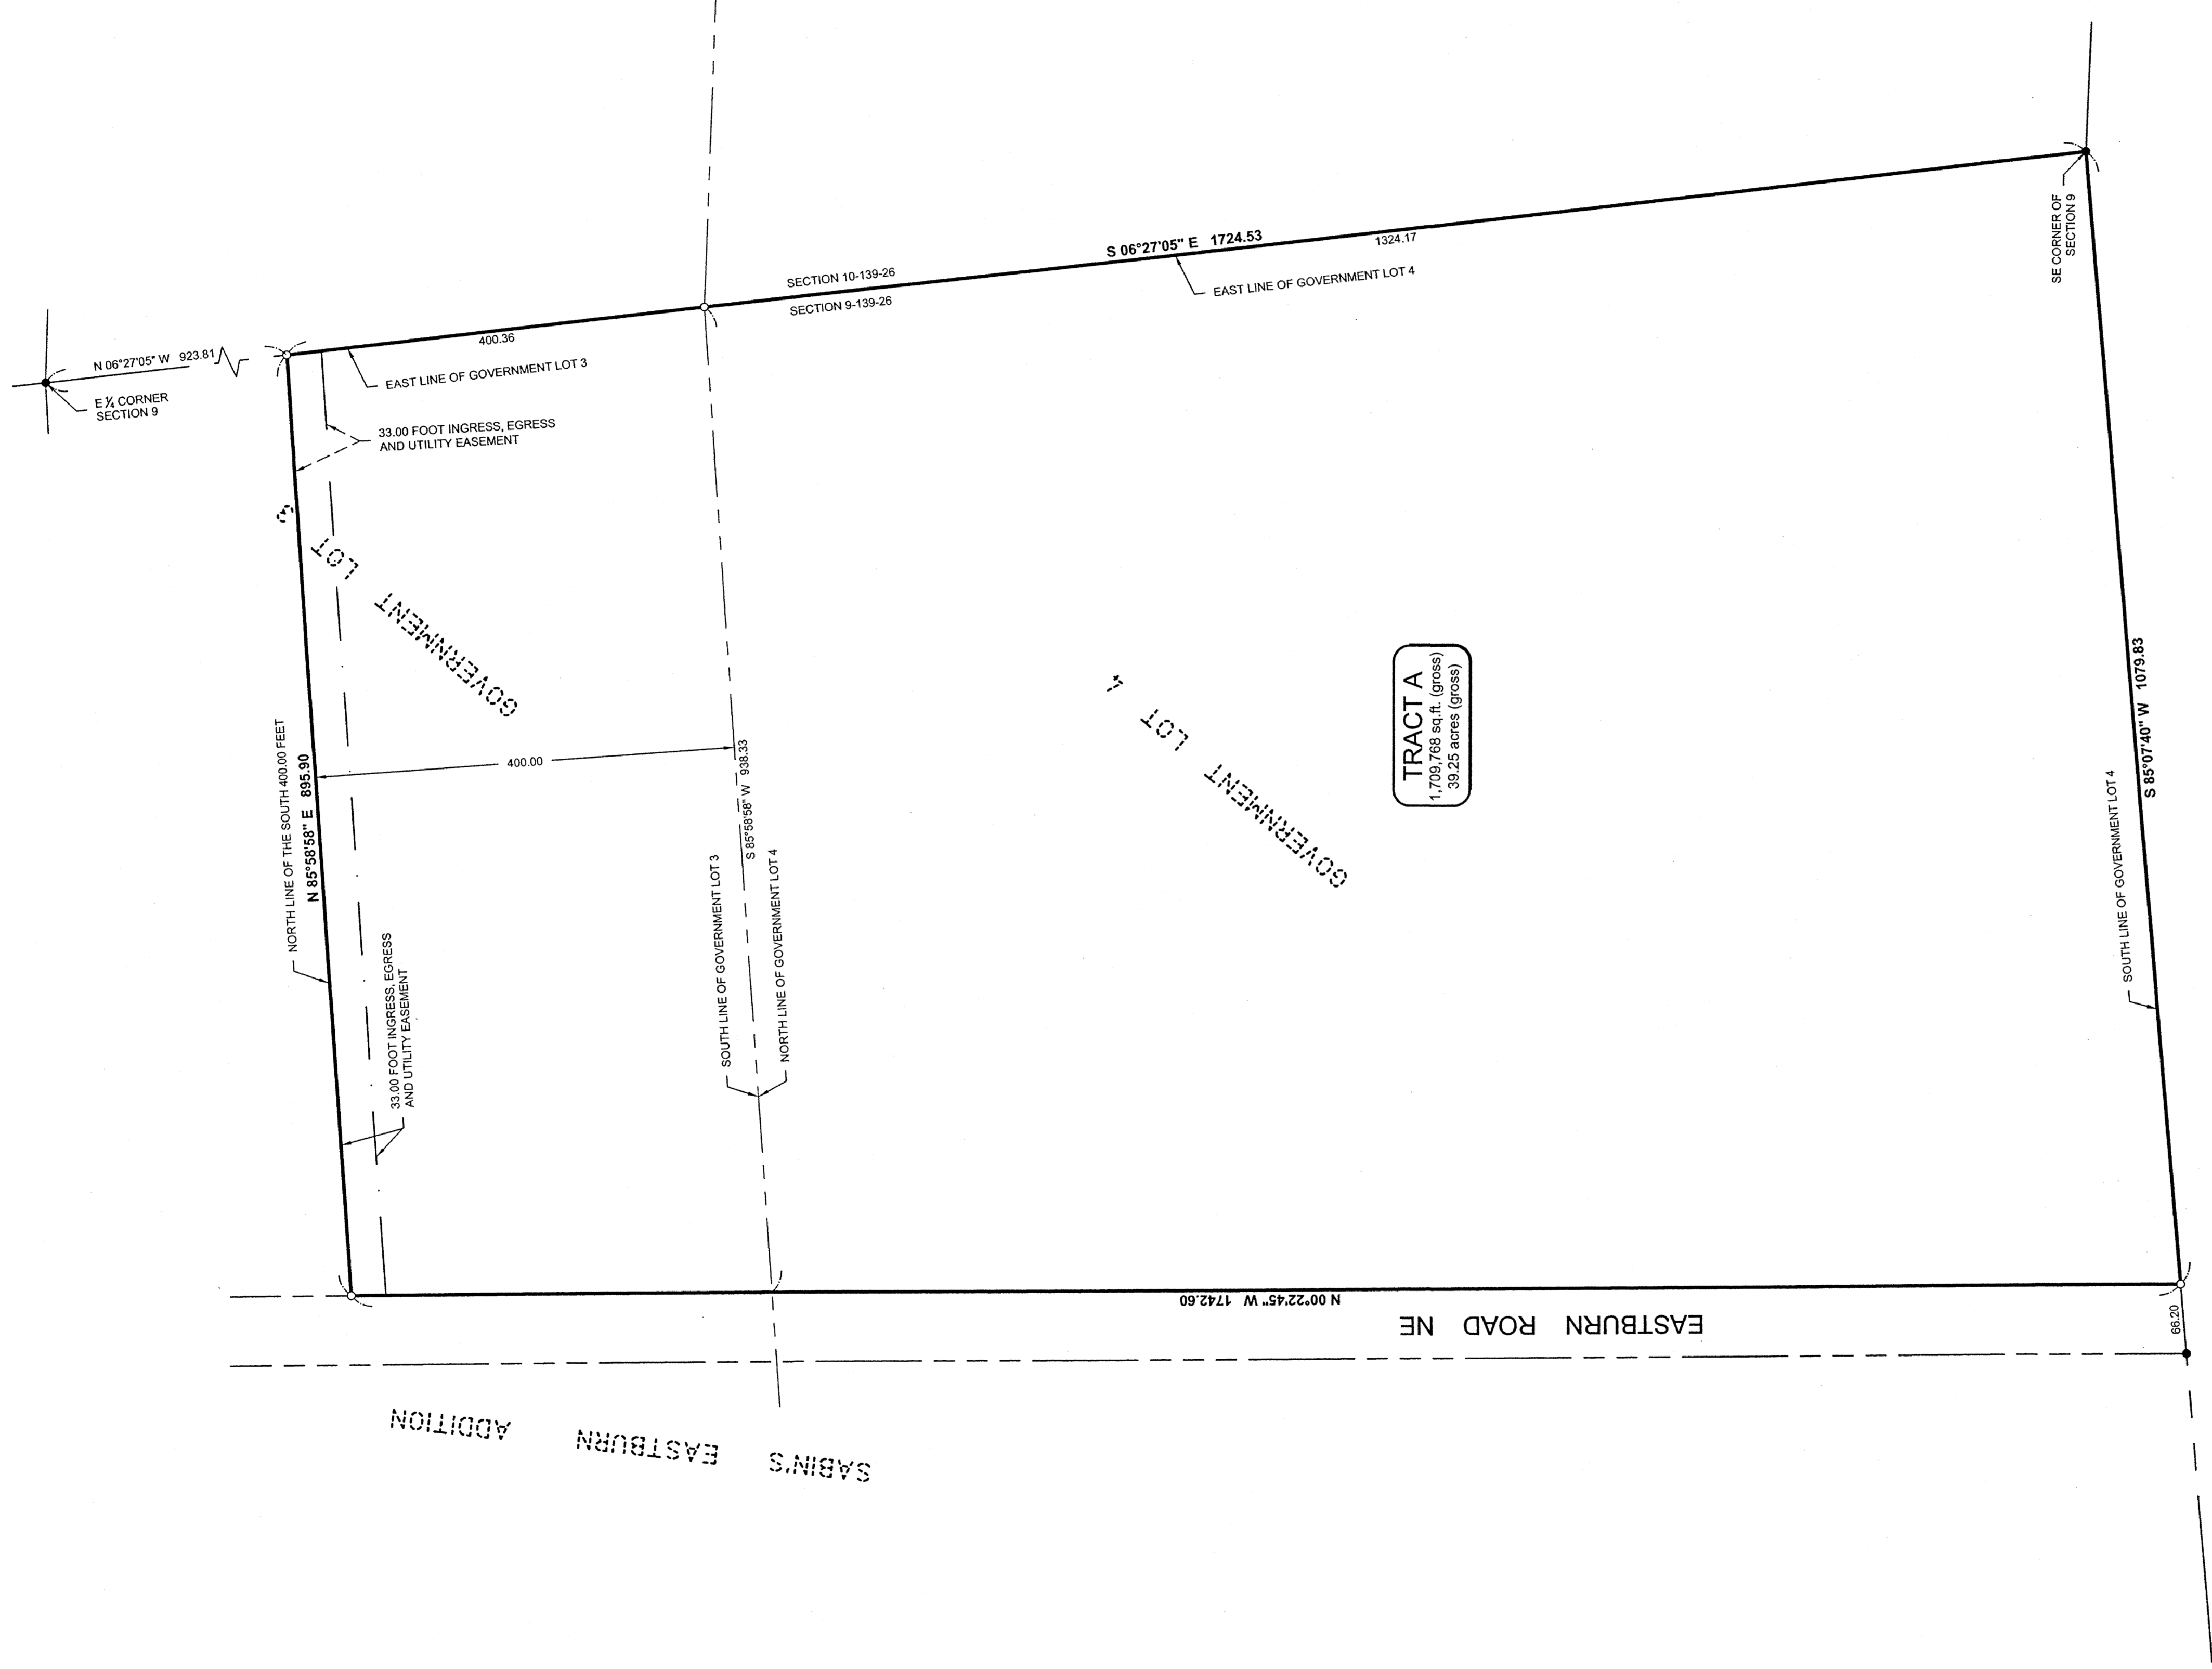 N 06°27'05" W 923.81
E ¼ CORNER
SECTION 9
400.36
EAST LINE OF GOVERNMENT LOT 3
33.00 FOOT INGRESS, EGRESS
AND UTILITY EASEMENT
SECTION 10-139-26
SECTION 9-139-26
S 06°27'05" E 1724.53
1324.17
EAST LINE OF GOVERNMENT LOT 4
SE CORNER OF
SECTION 9
GOVERNMENT LOT 3
NORTH LINE OF THE SOUTH 400.00 FEET
N 85°58'58" E 895.90
400.00
33.00 FOOT INGRESS, EGRESS
AND UTILITY EASEMENT
SOUTH LINE OF GOVERNMENT LOT 3
S 85°58'58" W 938.33
NORTH LINE OF GOVERNMENT LOT 4
GOVERNMENT LOT 4
TRACT A
1,709,768 sq.ft. (gross)
39.25 acres (gross)
SOUTH LINE OF GOVERNMENT LOT 4
S 85°07'40" W 1079.83
N 00°22'45" W 1742.60
EASTBURN ROAD NE
66.20
SABIN'S EASTBURN ADDITION